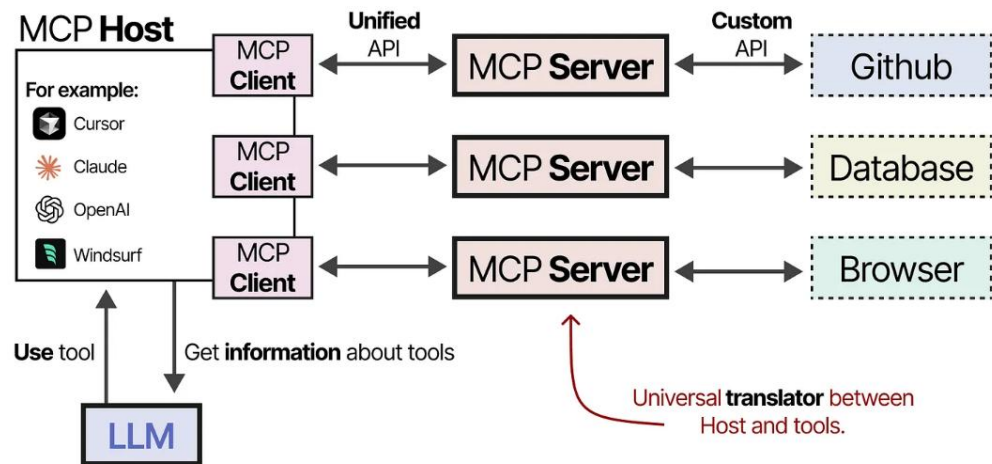 MCP Host
For example:
Cursor
Claude
OpenAI
Windsurf
MCP
Client
MCP
Client
MCP
Client
Unified
API
Custom
API
MCP Server
MCP Server
MCP Server
Github
Database
Browser
Use tool
Get information about tools
LLM
Universal translator between
Host and tools.